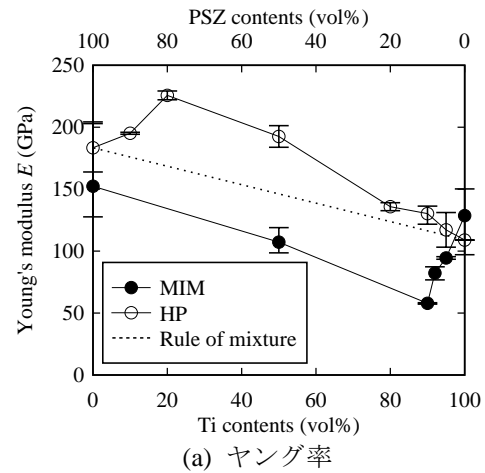 PSZ contents (vol%)
100 80 60 40 20 0
250
200
150
100
50
0
Young's modulus E (GPa)
MIM
HP
Rule of mixture
0 20 40 60 80 100
Ti contents (vol%)
(a) ヤング率